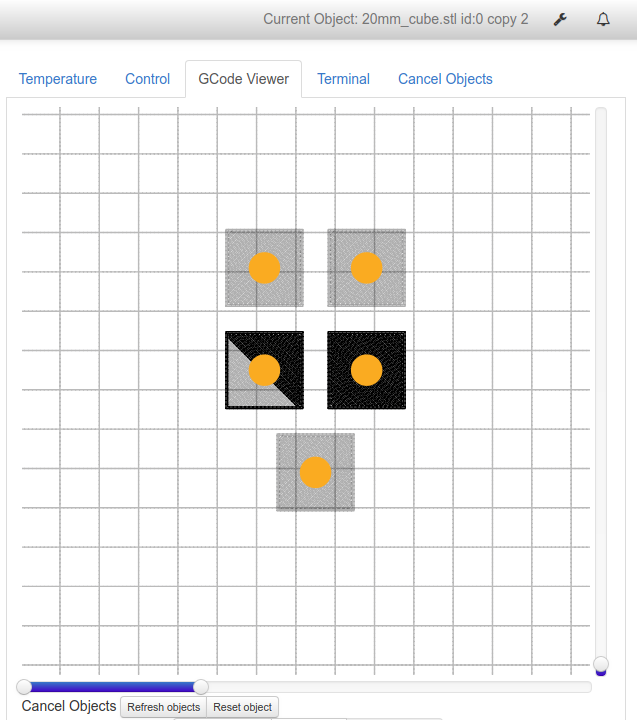 Current Object: 20mm_cube.stl id:0 copy 2
Temperature Control GCode Viewer Terminal Cancel Objects
Cancel Objects Refresh objects Reset object